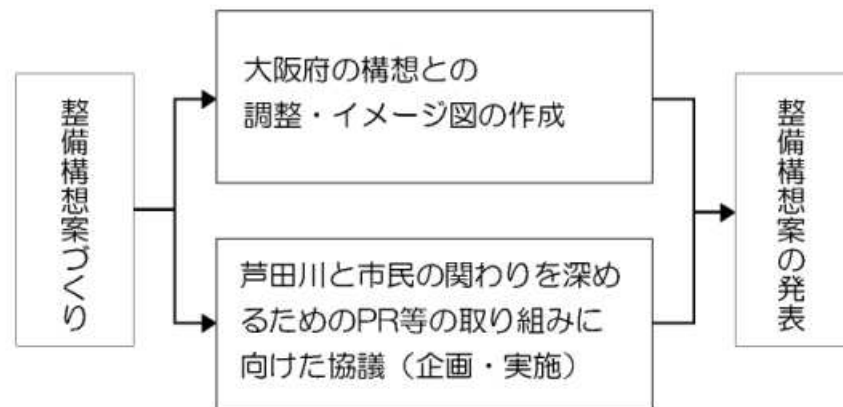 整備構想案づくり
大阪府の構想との
調整・イメージ図の作成
芦田川と市民の関わりを深め
るためのPR等の取り組みに
向けた協議（企画・実施）
整備構想案の発表